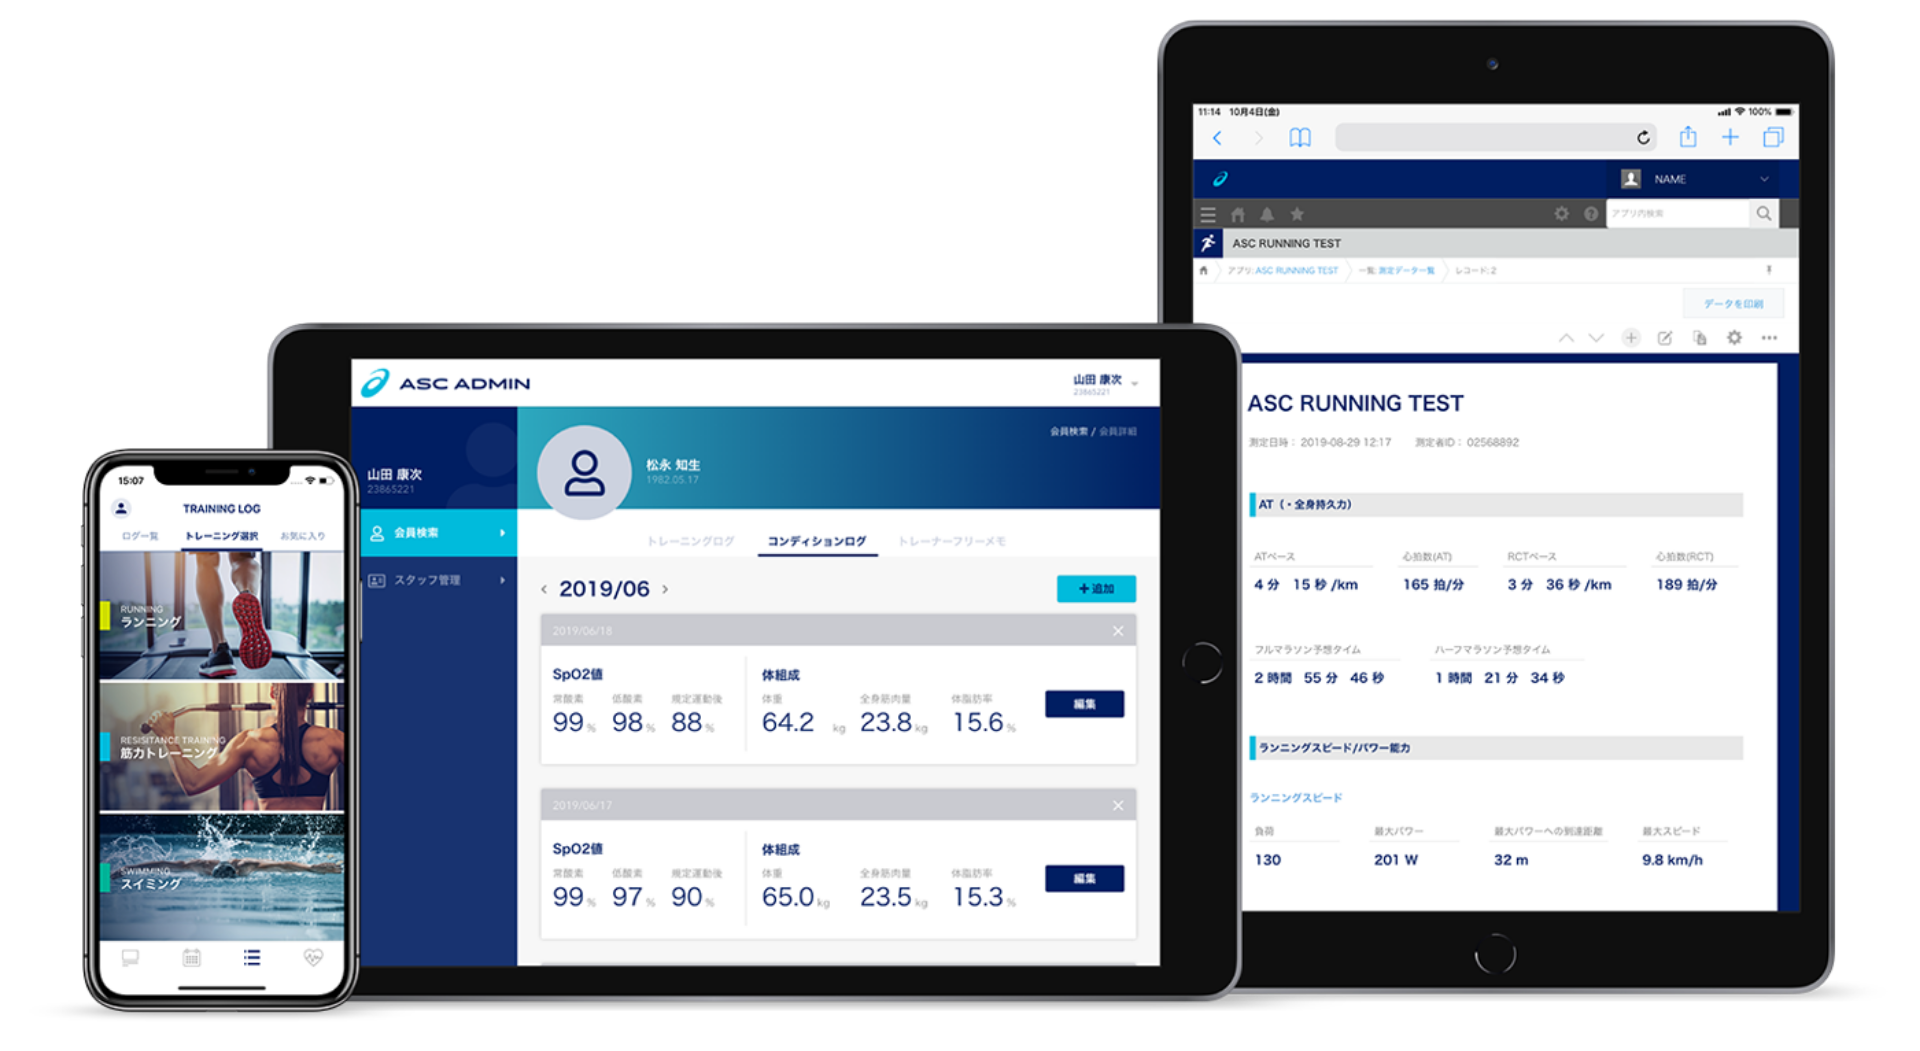 15:07
TRAINING LOG
ログ一覧 トレーニング選択 お気に入り
RUNNING
ランニング
RESISITANCE TRAINING
筋力トレーニング
SWIMMING
スイミング
ASC ADMIN
山田 康次
23865221
山田 康次
23865221
会員検索
スタッフ管理
会員検索 / 会員詳細
松永 知生
1982.05.17
トレーニングログ コンディションログ トレーナーフリーメモ
2019/06
+追加
2019/06/18
SpO2値 体組成
常酸素 低酸素 規定運動後 体重 全身筋肉量 体脂肪率
99% 98% 88% 64.2 kg 23.8 kg 15.6 %
編集
2019/06/17
SpO2値 体組成
常酸素 低酸素 規定運動後 体重 全身筋肉量 体脂肪率
99% 97% 90% 65.0 kg 23.5 kg 15.3 %
編集
11:14 10月4日(金) 100%
NAME
アプリ内検索
ASC RUNNING TEST
アプリ: ASC RUNNING TEST 一覧: 測定データ一覧 レコード: 2
データを印刷
ASC RUNNING TEST
測定日時： 2019-08-29 12:17 測定者ID： 02568892
AT（・全身持久力）
ATペース 心拍数(AT) RCTペース 心拍数(RCT)
4 分 15 秒 /km 165 拍/分 3 分 36 秒 /km 189 拍/分
フルマラソン予想タイム ハーフマラソン予想タイム
2 時間 55 分 46 秒 1 時間 21 分 34 秒
ランニングスピード/パワー能力
ランニングスピード
負荷 最大パワー 最大パワーへの到達距離 最大スピード
130 201 W 32 m 9.8 km/h